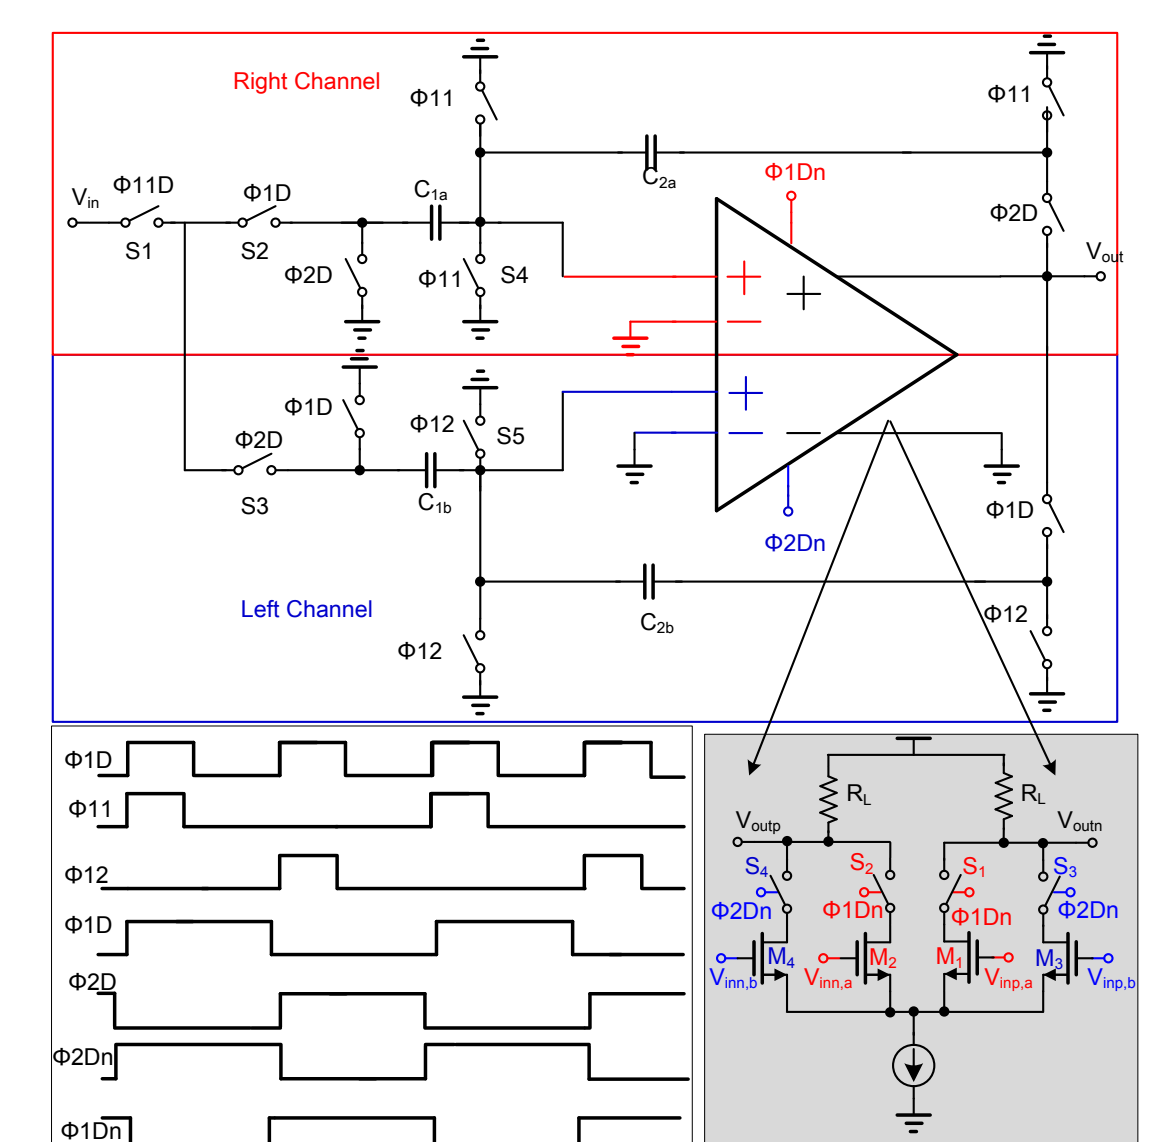 Right Channel
Φ11
Φ11
Φ1Dn
C2a
Vin
Φ11D
Φ1D
C1a
S1
S2
Φ2D
Φ11
S4
Φ2D
Vout
Φ1D
Φ12
S5
Φ2D
C1b
S3
Φ1D
Φ2Dn
Left Channel
C2b
Φ12
Φ12
Φ1D
Φ11
Φ12
Φ1D
Φ2D
Φ2Dn
Φ1Dn
RL
RL
Voutp
Voutn
S4
S2
S1
S3
Φ2Dn
Φ1Dn
Φ1Dn
Φ2Dn
M4
M2
M1
M3
Vinn,b
Vinn,a
Vinp,a
Vinp,b